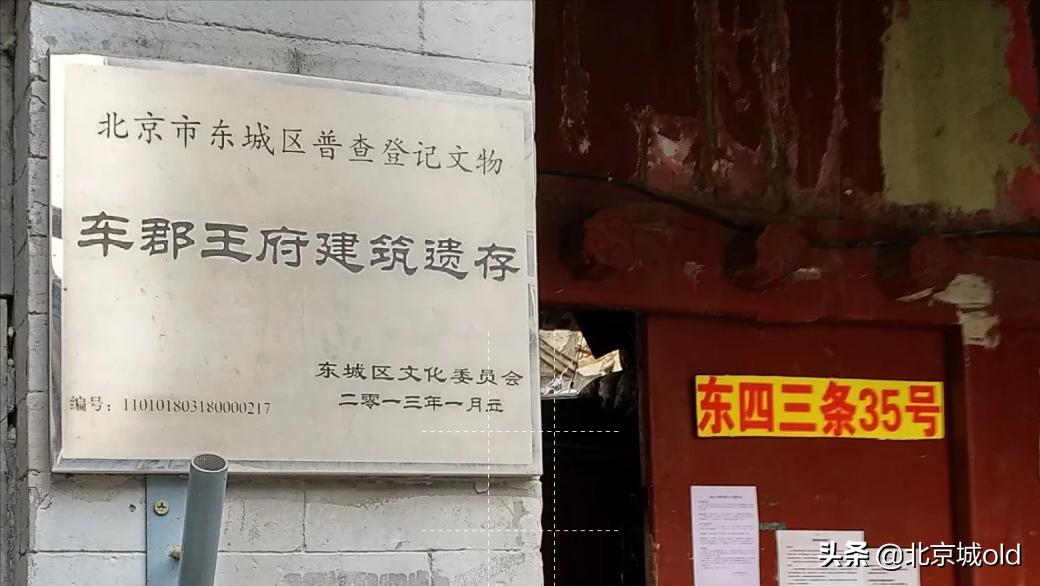 北京市东城区普查登记文物
车郡王府建筑遗存
东城区文化委员会
二零一三年一月立
编号：110101803180000217
东四三条35号
头条 @北京城old